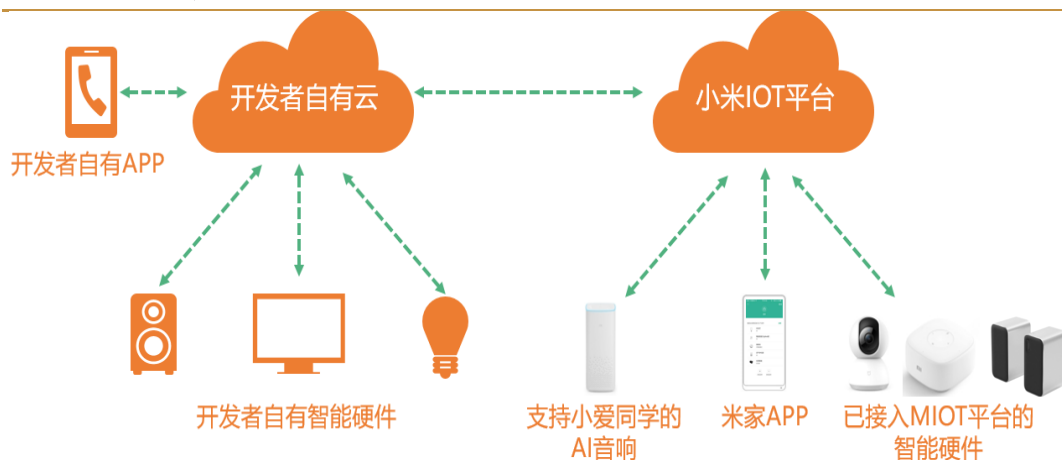 开发者自有云
小米IOT平台
开发者自有APP
开发者自有智能硬件
支持小爱同学的
AI音响
米家APP
已接入MIOT平台的
智能硬件